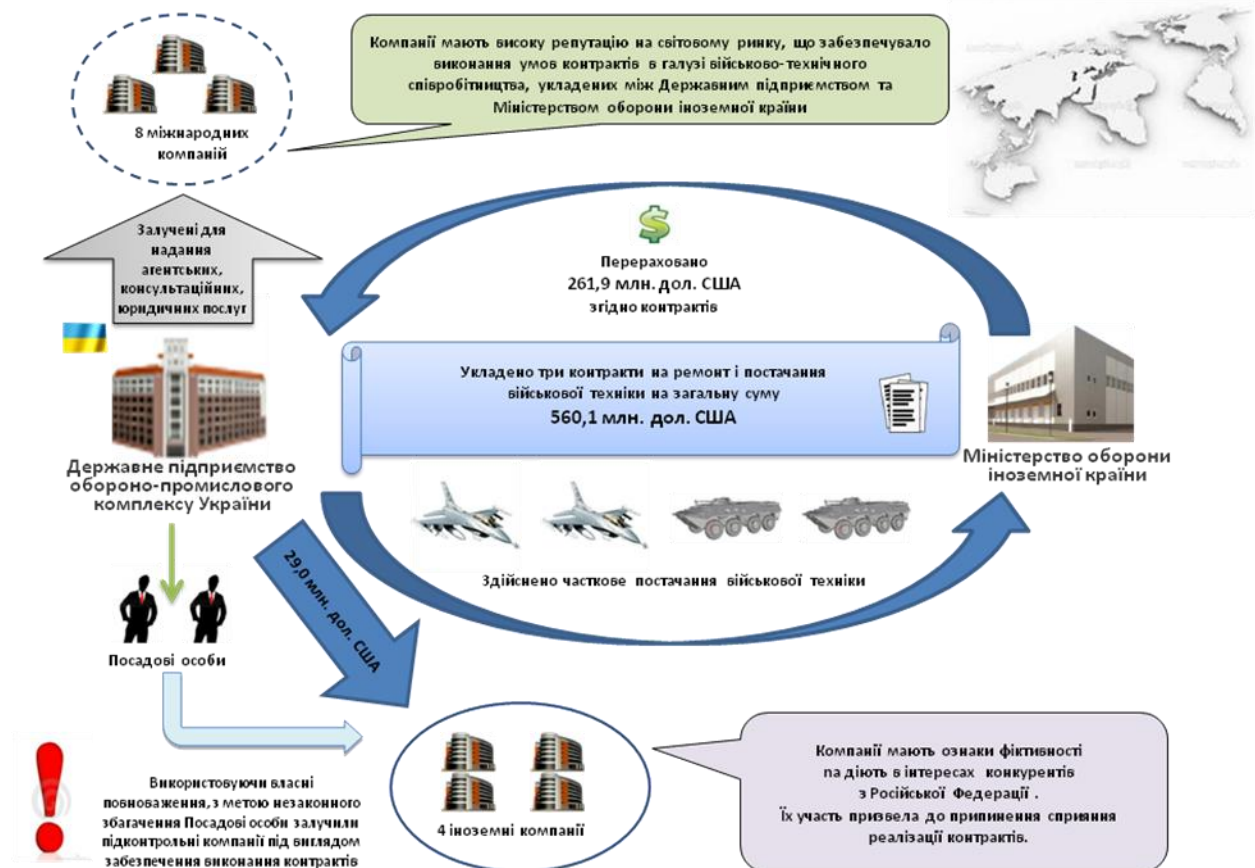 Компанії мають високу репутацію на світовому ринку, що забезпечувало
виконання умов контрактів в галузі військово-технічного
співробітництва, укладених між Державним підприємством та
Міністерством оборони іноземної країни
8 міжнародних
компаній
Залучені для
надання
агентських,
консультаційних,
юридичних послуг
Перераховано
261,9 млн. дол. США
згідно контрактів
Укладено три контракти на ремонт і постачання
військової техніки на загальну суму
560,1 млн. дол. США
Державне підприємство
обороно-промислового
комплексу України
Міністерство оборони
іноземної країни
Здійснено часткове постачання військової техніки
29,0 млн. дол. США
Посадові особи
Використовуючи власні
повноваження, з метою незаконного
збагачення Посадові особи залучили
підконтрольні компанії під виглядом
забезпечення виконання контрактів
4 іноземні компанії
Компанії мають ознаки фіктивності
па діють в інтересах конкурентів
з Російської Федерації .
Їх участь призвела до припинення сприяння
реалізації контрактів.